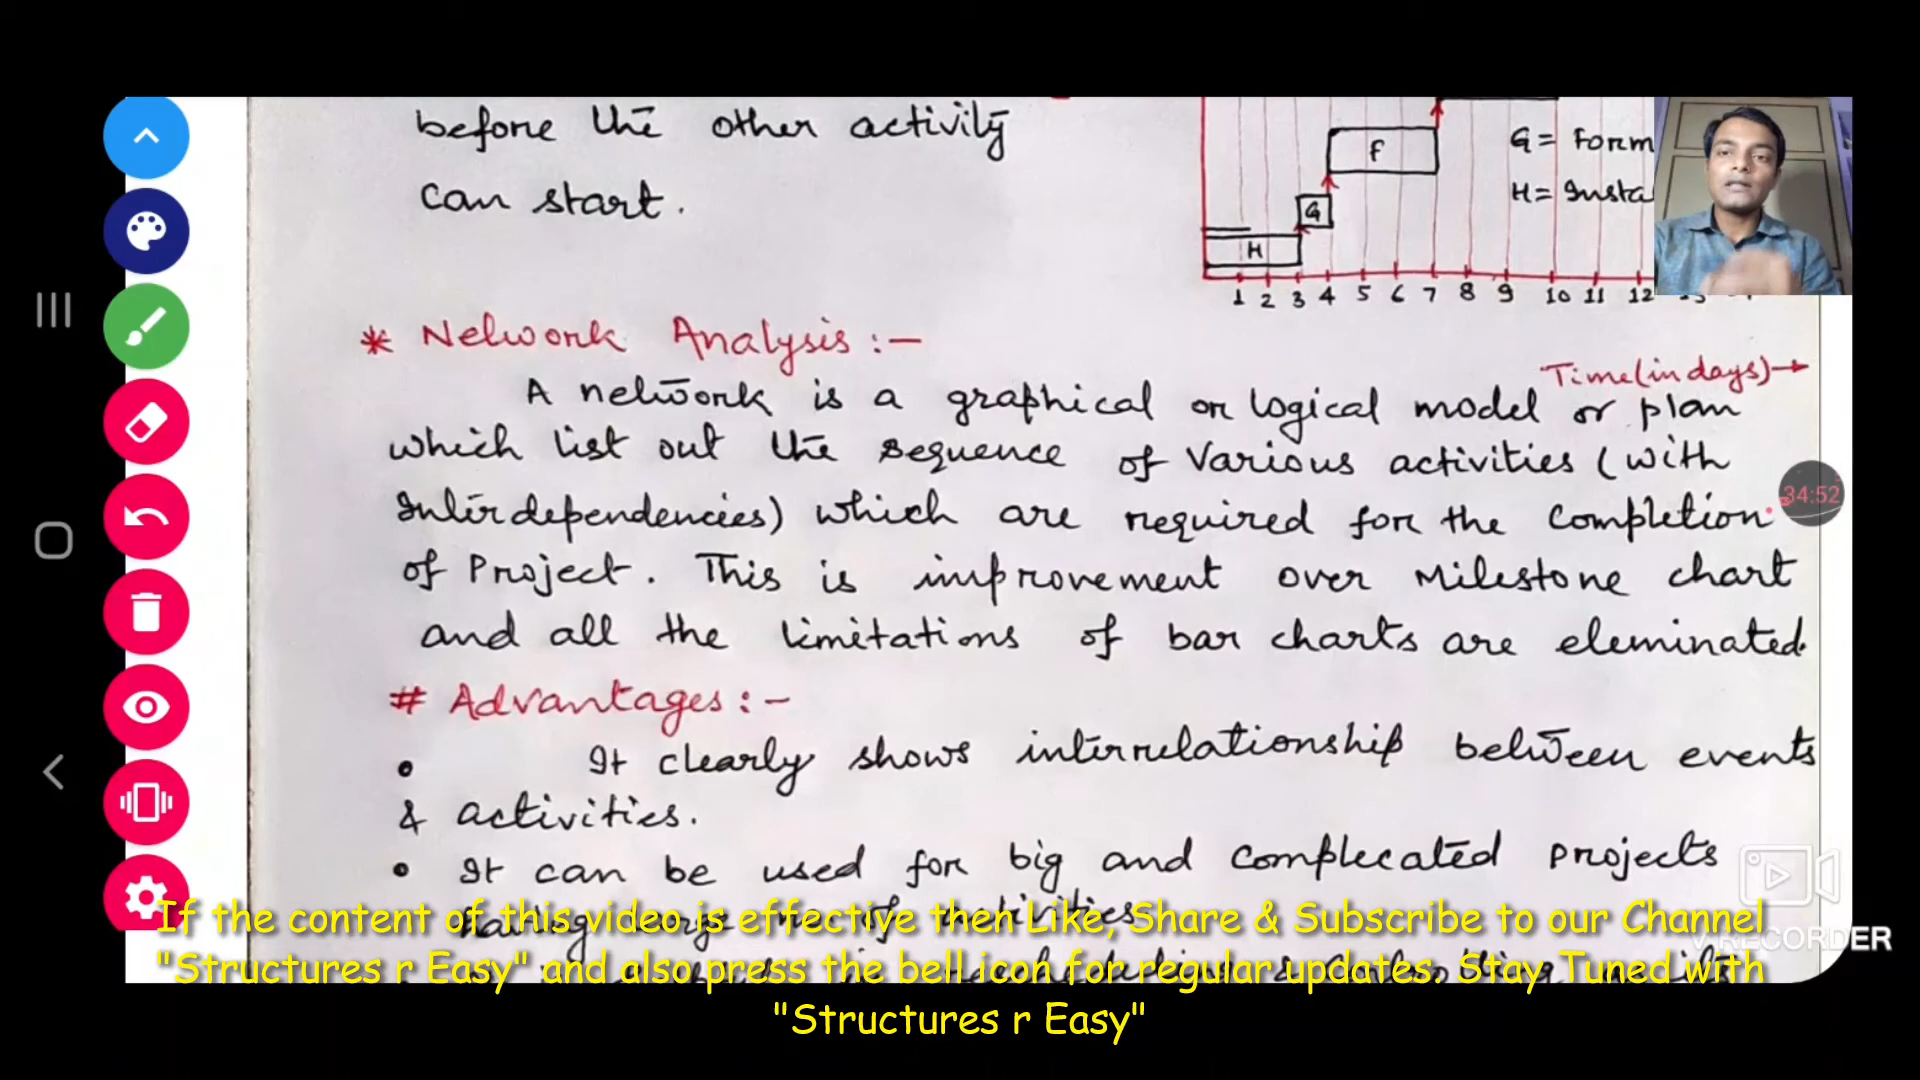 before the other activity
can start.
F
G
H
G = Form
H = Insta
1 2 3 4 5 6 7 8 9 10 11 12
Time (in days)
* Network Analysis :-
A network is a graphical or logical model or plan
which list out the sequence of various activities (with
Interdependencies) which are required for the completion
of Project. This is improvement over Milestone chart
and all the limitations of bar charts are eleminated.
# Advantages :-
• It clearly shows interrelationship between events
& activities.
• It can be used for big and complecated projects
having large no of activities
34:52
RECORDER
If the content of this video is effective then Like, Share & Subscribe to our Channel
"Structures r Easy" and also press the bell icon for regular updates. Stay Tuned with
"Structures r Easy"